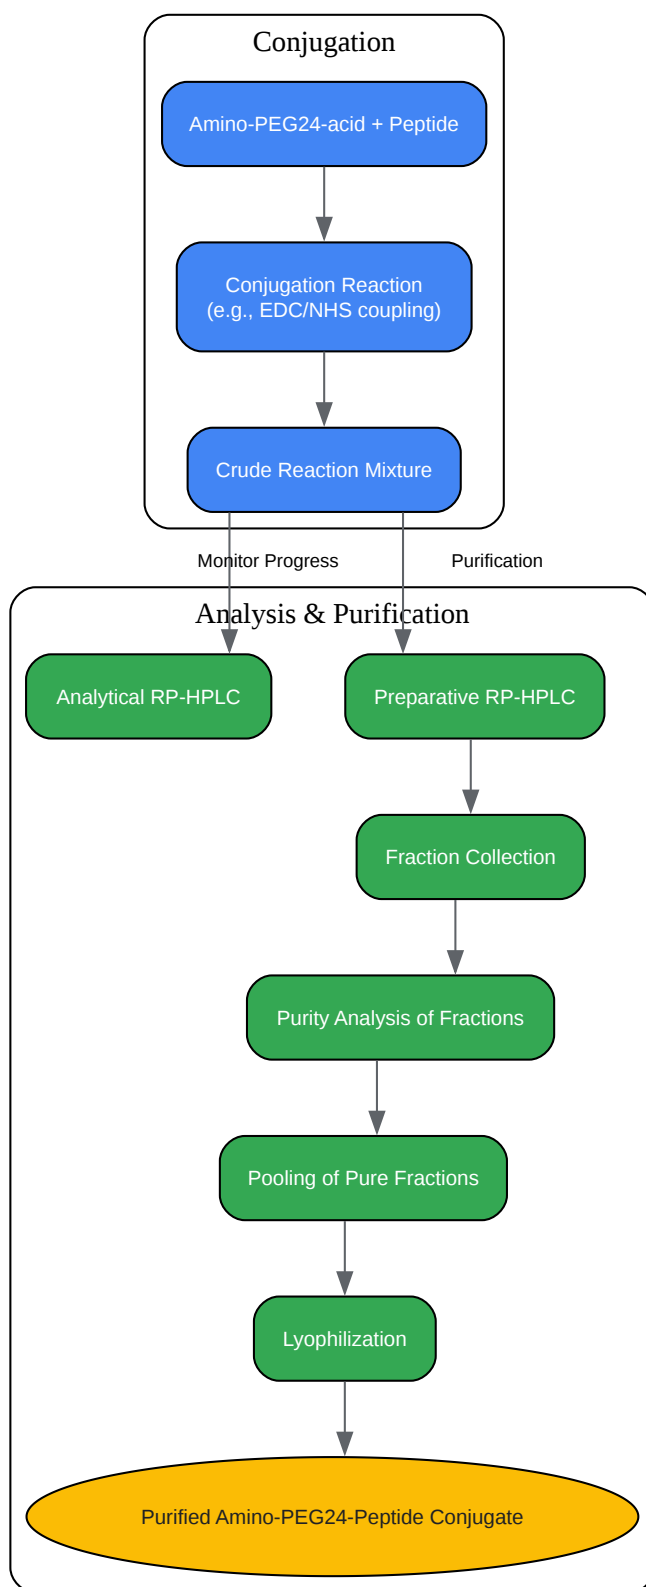 Conjugation
Amino-PEG24-acid + Peptide
Conjugation Reaction
(e.g., EDC/NHS coupling)
Crude Reaction Mixture
Monitor Progress
Purification
Analysis & Purification
Analytical RP-HPLC
Preparative RP-HPLC
Fraction Collection
Purity Analysis of Fractions
Pooling of Pure Fractions
Lyophilization
Purified Amino-PEG24-Peptide Conjugate